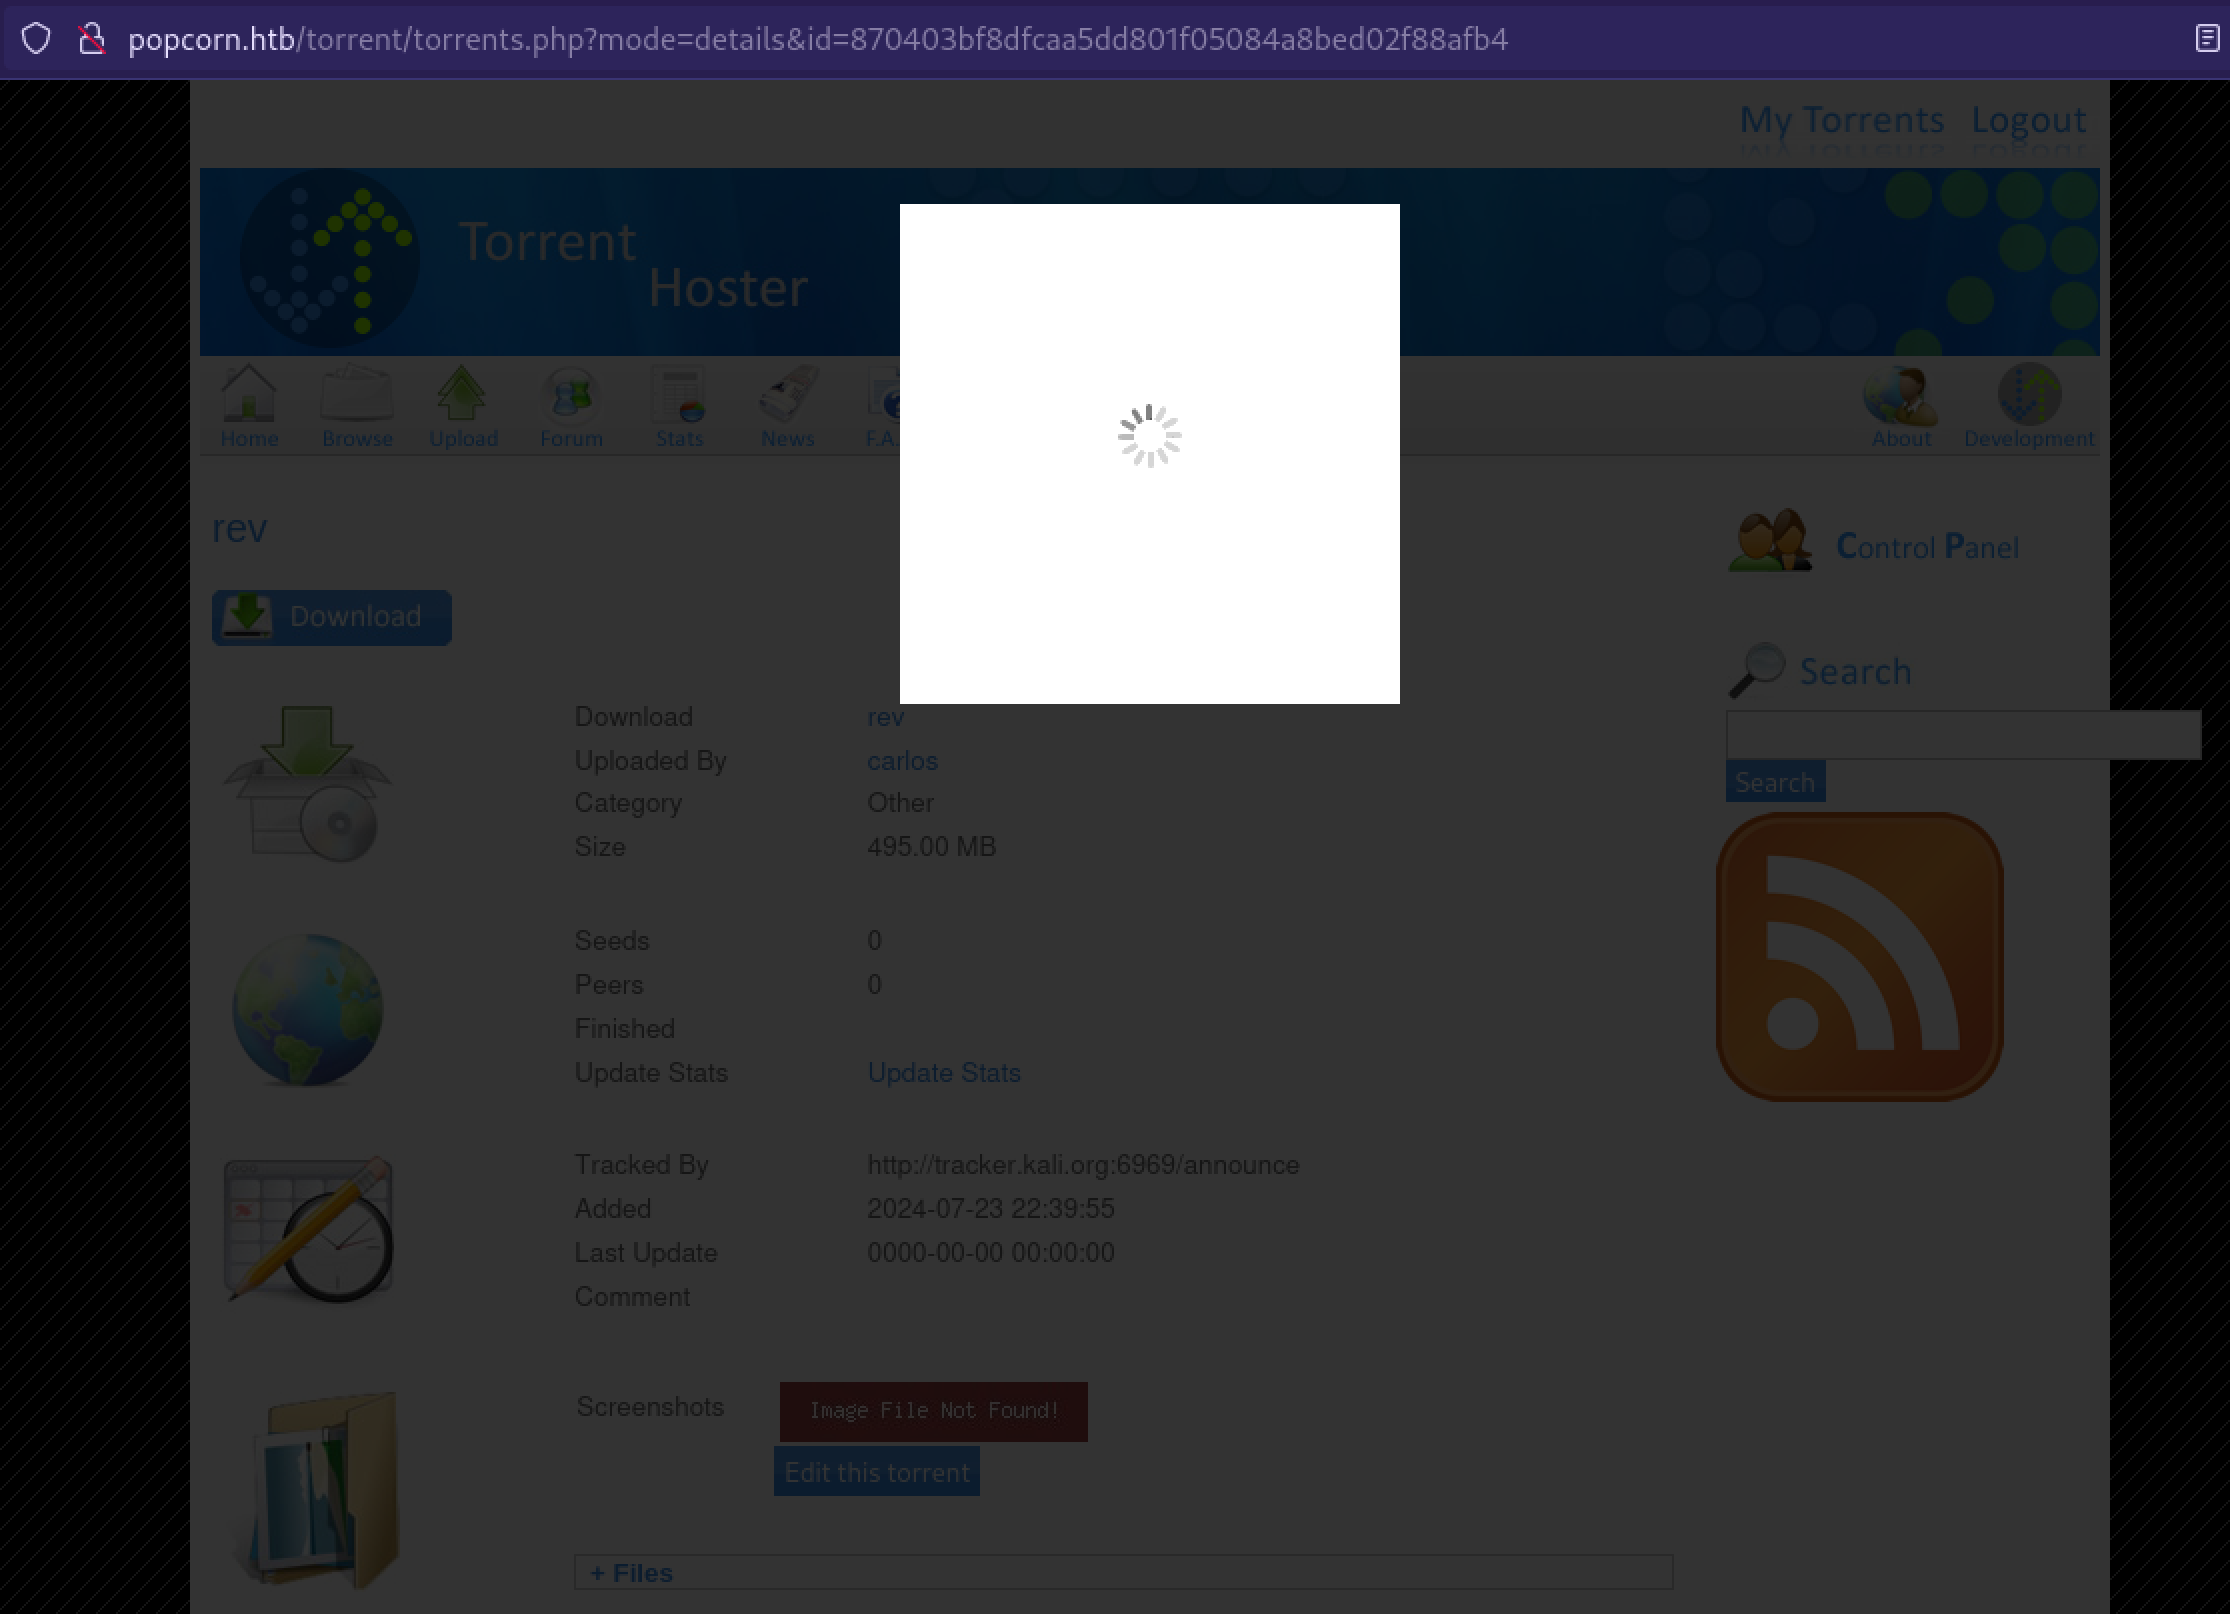 popcorn.htb/torrent/torrents.php?mode=details&id=870403bf8dfcaa5dd801f05084a8bed02f88afb4
My Torrents Logout
Torrent
Hoster
Home Browse Upload Forum Stats News F.A. About Development
rev
Control Panel
Download
Search
Download rev
Uploaded By carlos
Search
Category Other
Size 495.00 MB
Seeds 0
Peers 0
Finished
Update Stats Update Stats
Tracked By http://tracker.kali.org:6969/announce
Added 2024-07-23 22:39:55
Last Update 0000-00-00 00:00:00
Comment
Screenshots Image File Not Found!
Edit this torrent
+ Files